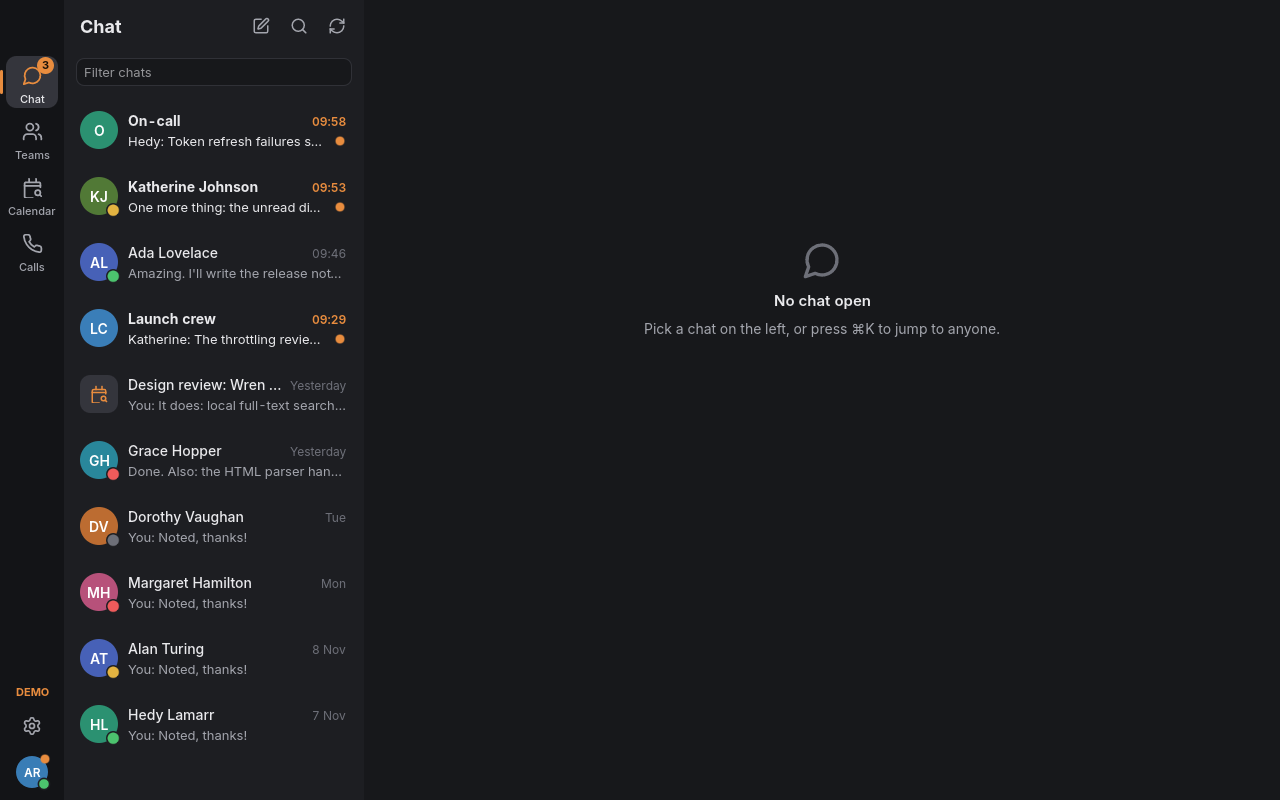 Chat
3
Chat
Teams
Calendar
Calls
DEMO
AR
Filter chats
O
On-call
09:58
Hedy: Token refresh failures s...
KJ
Katherine Johnson
09:53
One more thing: the unread di...
AL
Ada Lovelace
09:46
Amazing. I'll write the release not...
LC
Launch crew
09:29
Katherine: The throttling revie...
Design review: Wren ...
Yesterday
You: It does: local full-text search...
GH
Grace Hopper
Yesterday
Done. Also: the HTML parser han...
DV
Dorothy Vaughan
Tue
You: Noted, thanks!
MH
Margaret Hamilton
Mon
You: Noted, thanks!
AT
Alan Turing
8 Nov
You: Noted, thanks!
HL
Hedy Lamarr
7 Nov
You: Noted, thanks!
No chat open
Pick a chat on the left, or press ⌘K to jump to anyone.